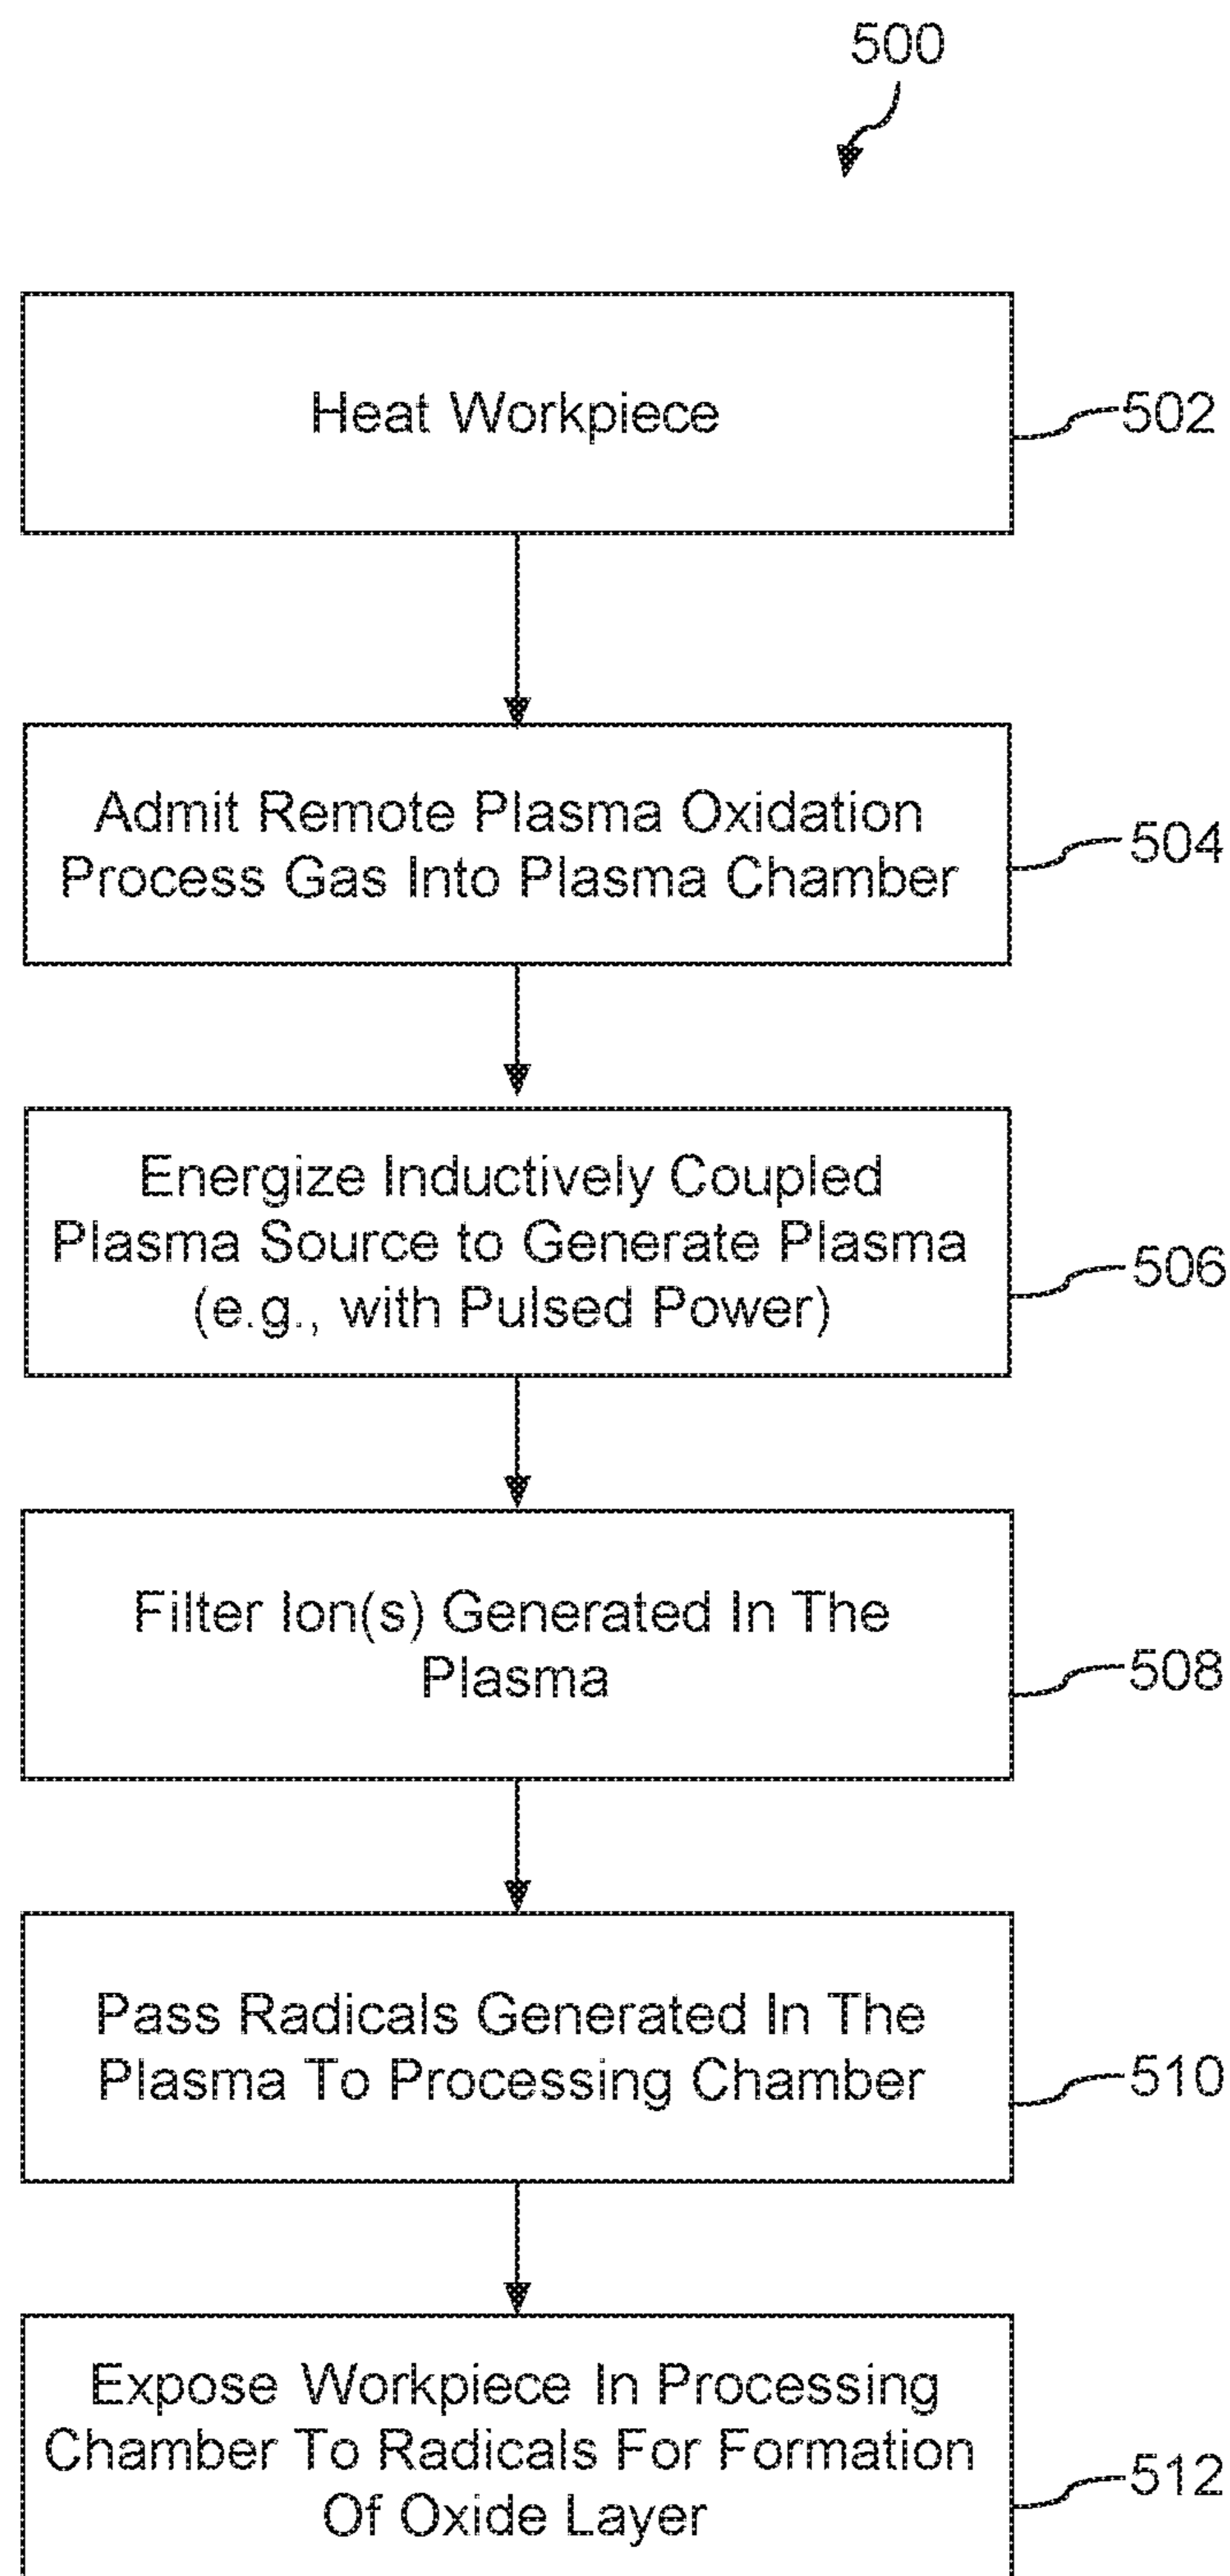 500
Heat Workpiece
502
Admit Remote Plasma Oxidation
Process Gas Into Plasma Chamber
504
Energize Inductively Coupled
Plasma Source to Generate Plasma
(e.g., with Pulsed Power)
506
Filter Ion(s) Generated In The
Plasma
508
Pass Radicals Generated In The
Plasma To Processing Chamber
510
Expose Workpiece In Processing
Chamber To Radicals For Formation
Of Oxide Layer
512